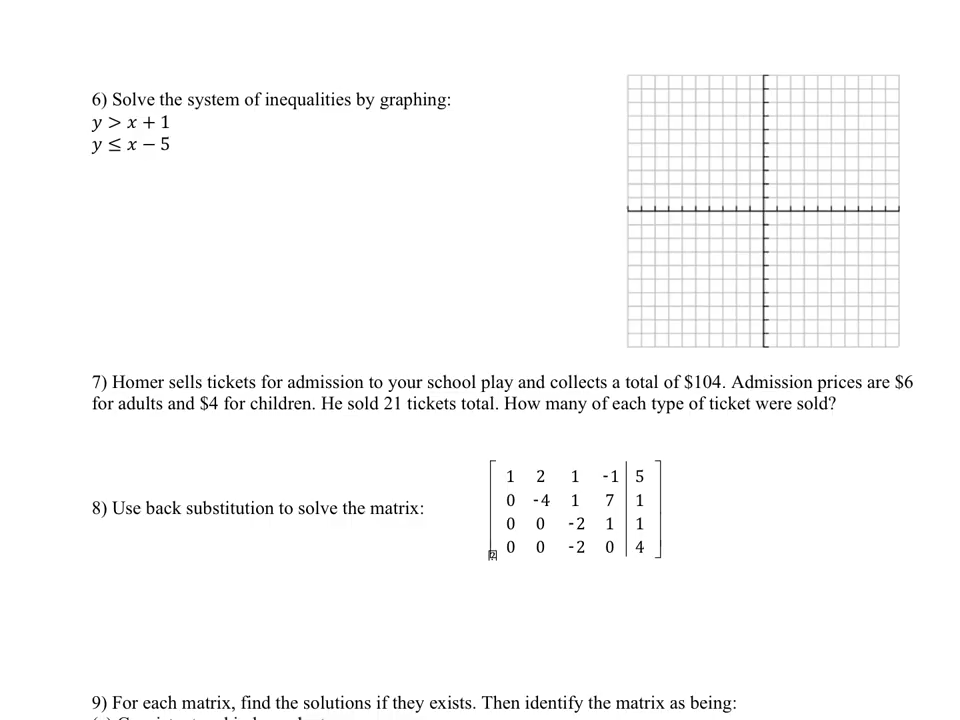 6) Solve the system of inequalities by graphing:
y > x + 1
y ≤ x − 5
7) Homer sells tickets for admission to your school play and collects a total of $104. Admission prices are $6
for adults and $4 for children. He sold 21 tickets total. How many of each type of ticket were sold?
8) Use back substitution to solve the matrix:
1 2 1 -1 5
0 -4 1 7 1
0 0 -2 1 1
0 0 -2 0 4
9) For each matrix, find the solutions if they exists. Then identify the matrix as being: